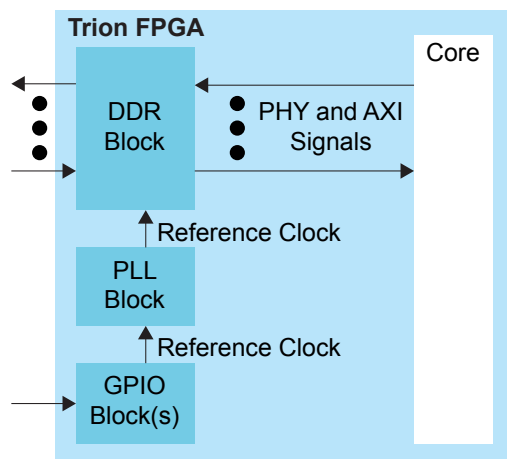 Trion FPGA
Core
DDR
Block
PHY and AXI
Signals
Reference Clock
PLL
Block
Reference Clock
GPIO
Block(s)